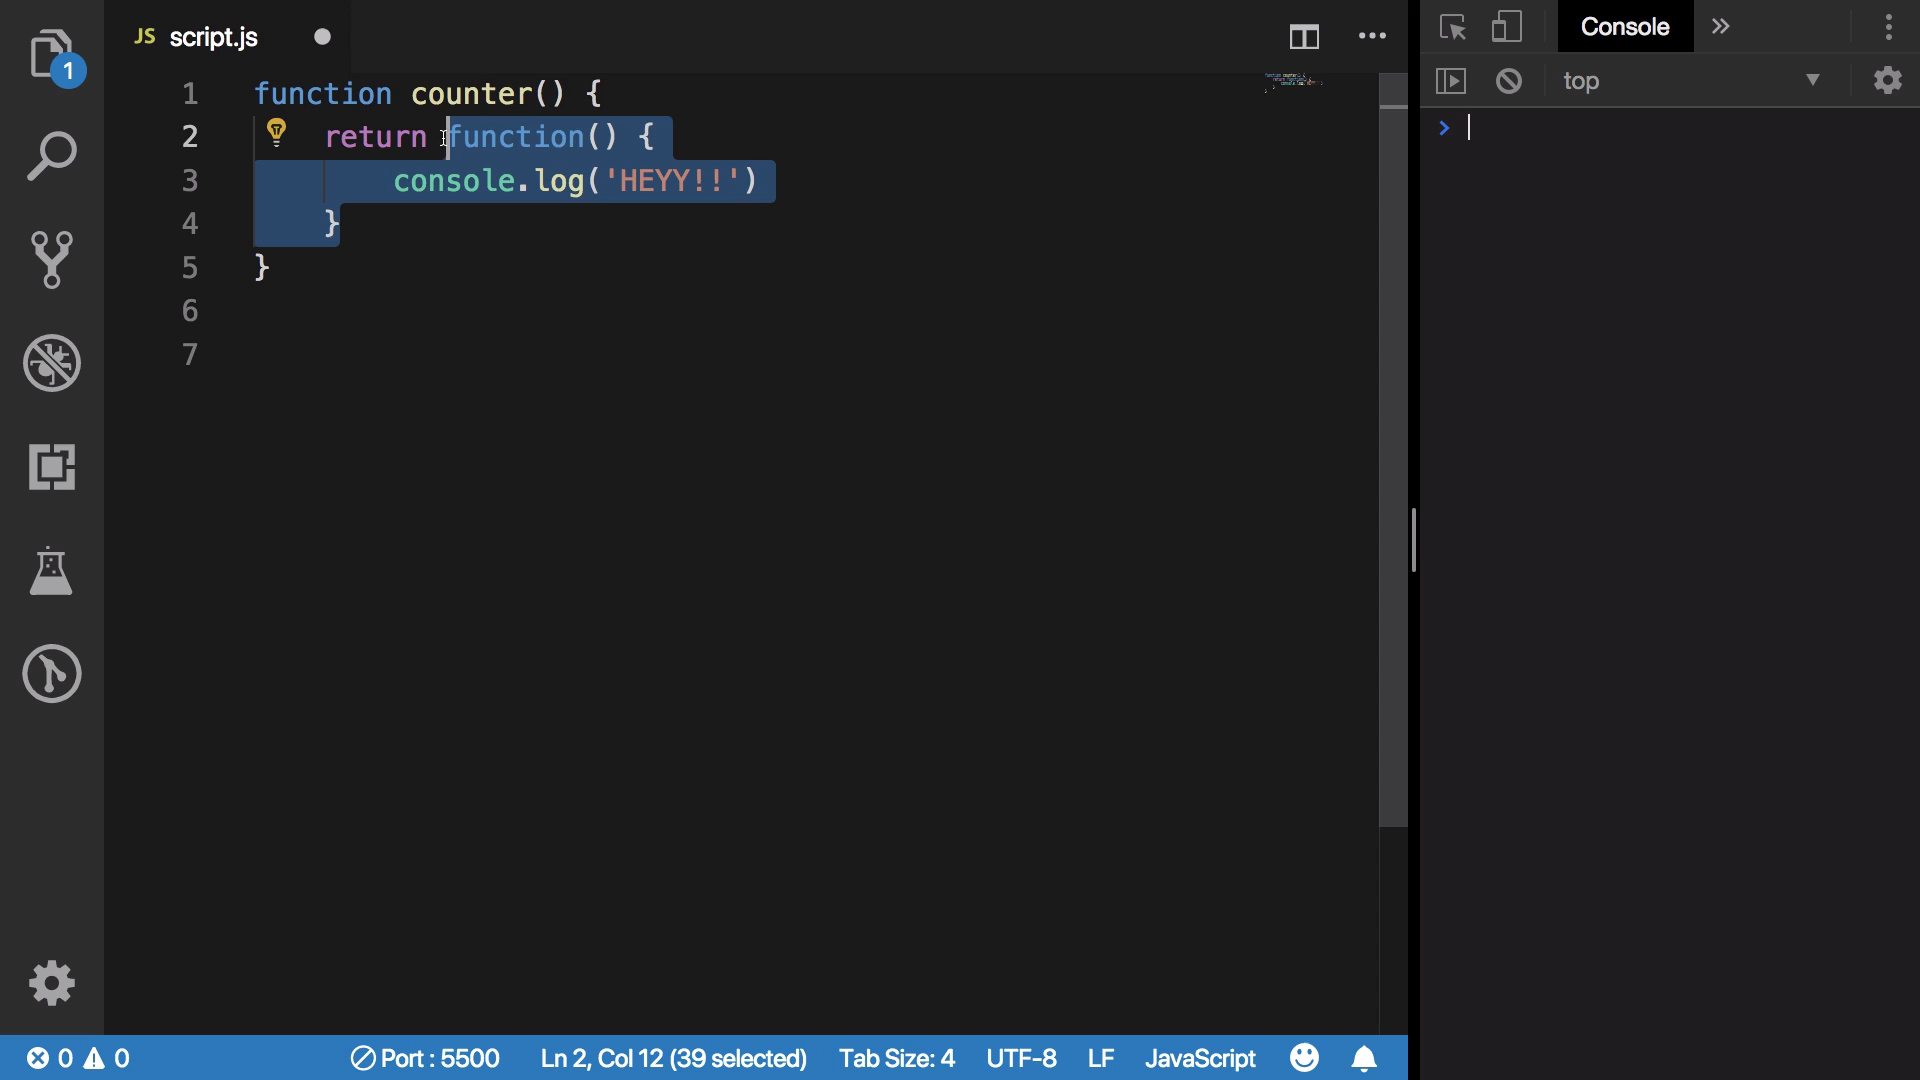 1
JS script.js
1 function counter() {
2 return function() {
3 console.log('HEYY!!')
4 }
5 }
6
7
Console
top
>
0 0
Port : 5500
Ln 2, Col 12 (39 selected)
Tab Size: 4
UTF-8
LF
JavaScript